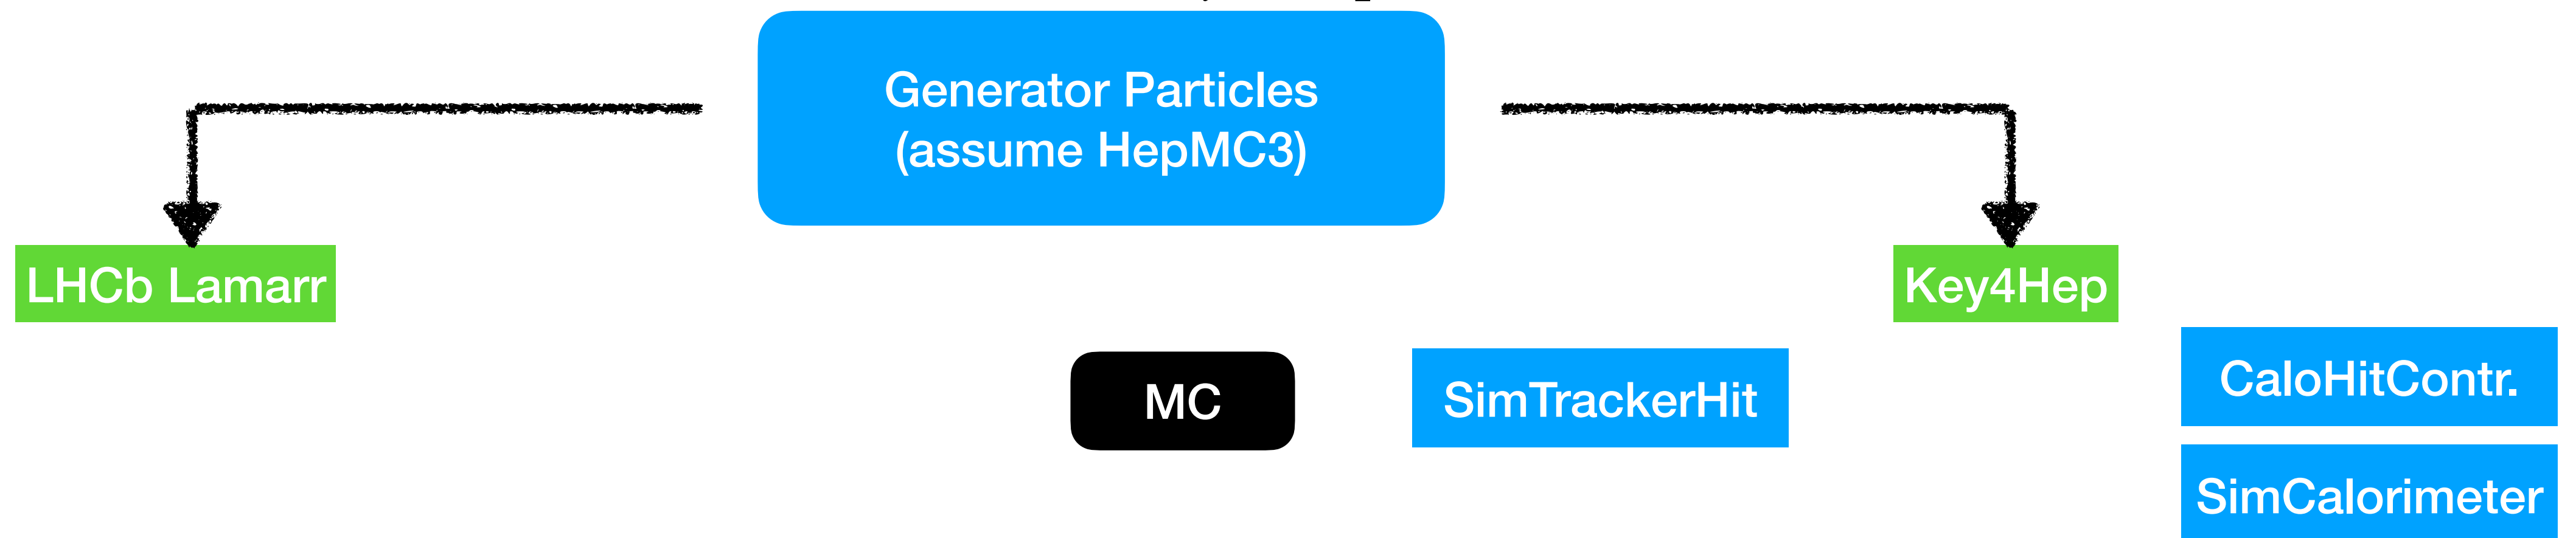 Generator Particles
(assume HepMC3)
LHCb Lamarr
Key4Hep
MC
SimTrackerHit
CaloHitContr.
SimCalorimeter